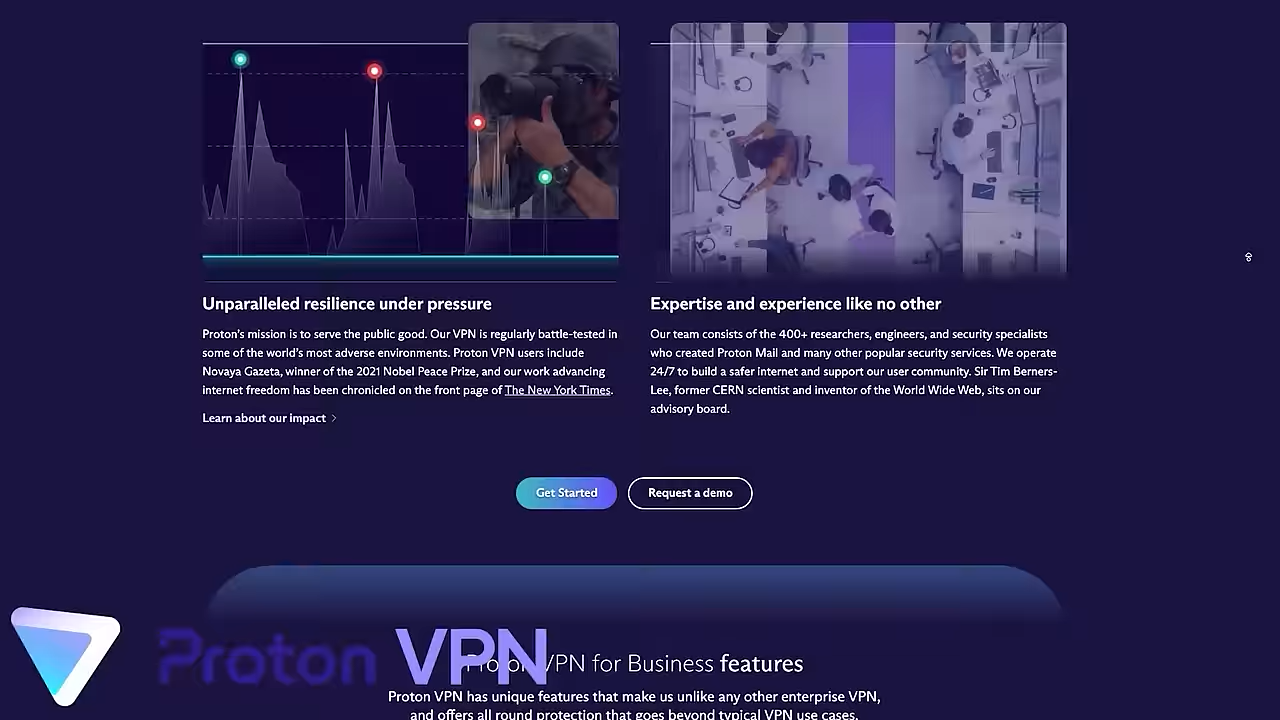 Unparalleled resilience under pressure
Proton's mission is to serve the public good. Our VPN is regularly battle-tested in
some of the world's most adverse environments. Proton VPN users include
Novaya Gazeta, winner of the 2021 Nobel Peace Prize, and our work advancing
internet freedom has been chronicled on the front page of The New York Times.
Learn about our impact
Expertise and experience like no other
Our team consists of the 400+ researchers, engineers, and security specialists
who created Proton Mail and many other popular security services. We operate
24/7 to build a safer internet and support our user community. Sir Tim Berners-
Lee, former CERN scientist and inventor of the World Wide Web, sits on our
advisory board.
Get Started
Request a demo
Proton VPN
Proton VPN for Business features
Proton VPN has unique features that make us unlike any other enterprise VPN,
and offers all round protection that goes beyond typical VPN use cases.